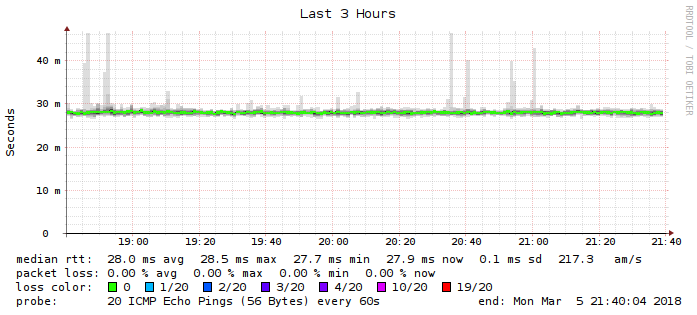 Last 3 Hours
RRDTOOL / TOBI OETIKER
Seconds
40 m
30 m
20 m
10 m
0
19:00 19:20 19:40 20:00 20:20 20:40 21:00 21:20 21:40
median rtt: 28.0 ms avg 28.5 ms max 27.7 ms min 27.9 ms now 0.1 ms sd 217.3 am/s
packet loss: 0.00 % avg 0.00 % max 0.00 % min 0.00 % now
loss color: 0 1/20 2/20 3/20 4/20 10/20 19/20
probe: 20 ICMP Echo Pings (56 Bytes) every 60s end: Mon Mar 5 21:40:04 2018